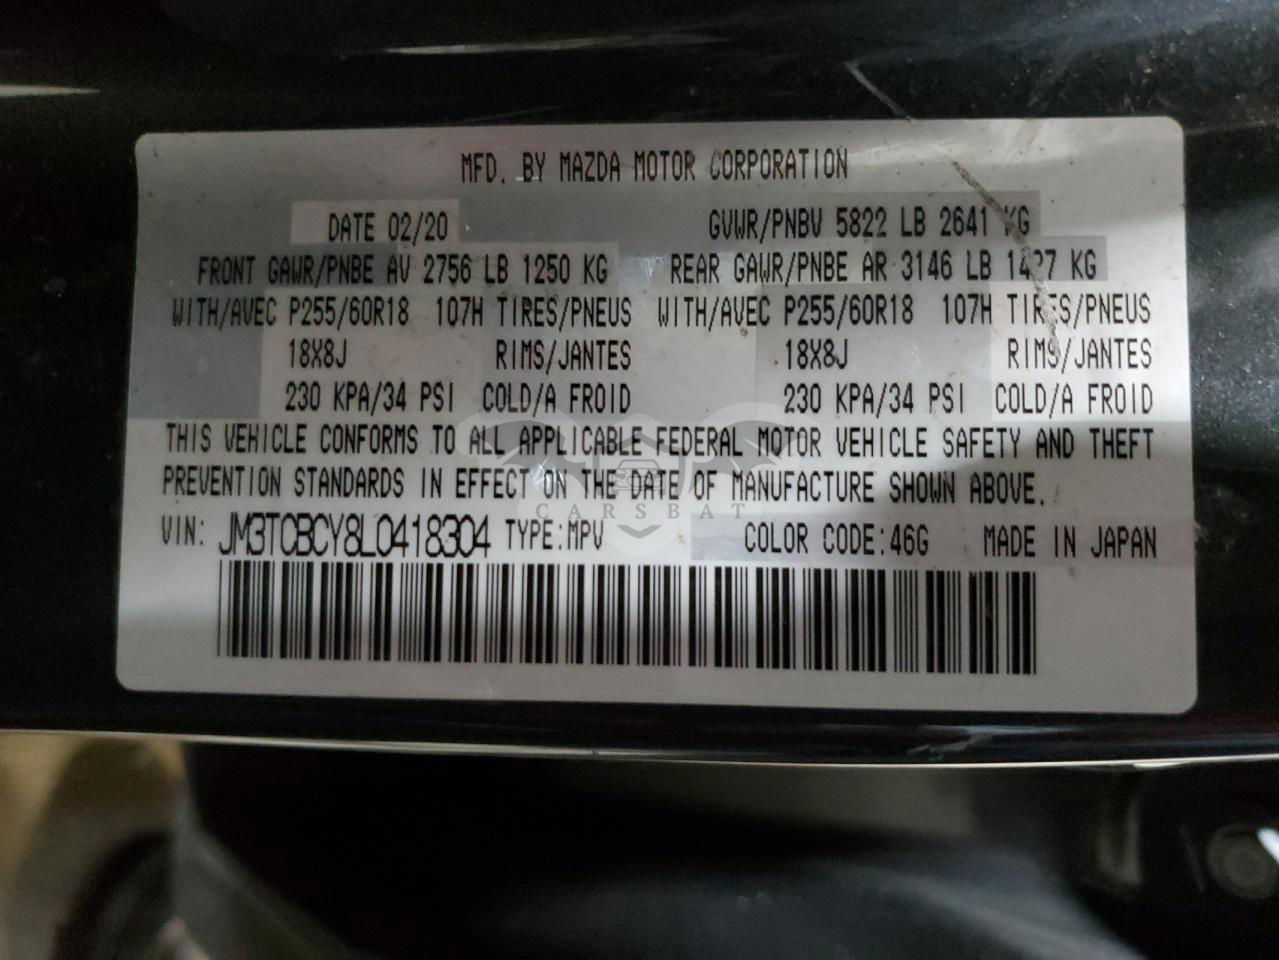 MFD. BY MAZDA MOTOR CORPORATION
DATE 02/20 GVWR/PNBV 5822 LB 2641 KG
FRONT GAWR/PNBE AV 2756 LB 1250 KG REAR GAWR/PNBE AR 3146 LB 1427 KG
WITH/AVEC P255/60R18 107H TIRES/PNEUS WITH/AVEC P255/60R18 107H TIRES/PNEUS
18X8J RIMS/JANTES 18X8J RIMS/JANTES
230 KPA/34 PSI COLD/A FROID 230 KPA/34 PSI COLD/A FROID
THIS VEHICLE CONFORMS TO ALL APPLICABLE FEDERAL MOTOR VEHICLE SAFETY AND THEFT
PREVENTION STANDARDS IN EFFECT ON THE DATE OF MANUFACTURE SHOWN ABOVE.
CARSBAT
VIN: JM3TCBCY8L0418304 TYPE:MPV COLOR CODE:46G MADE IN JAPAN